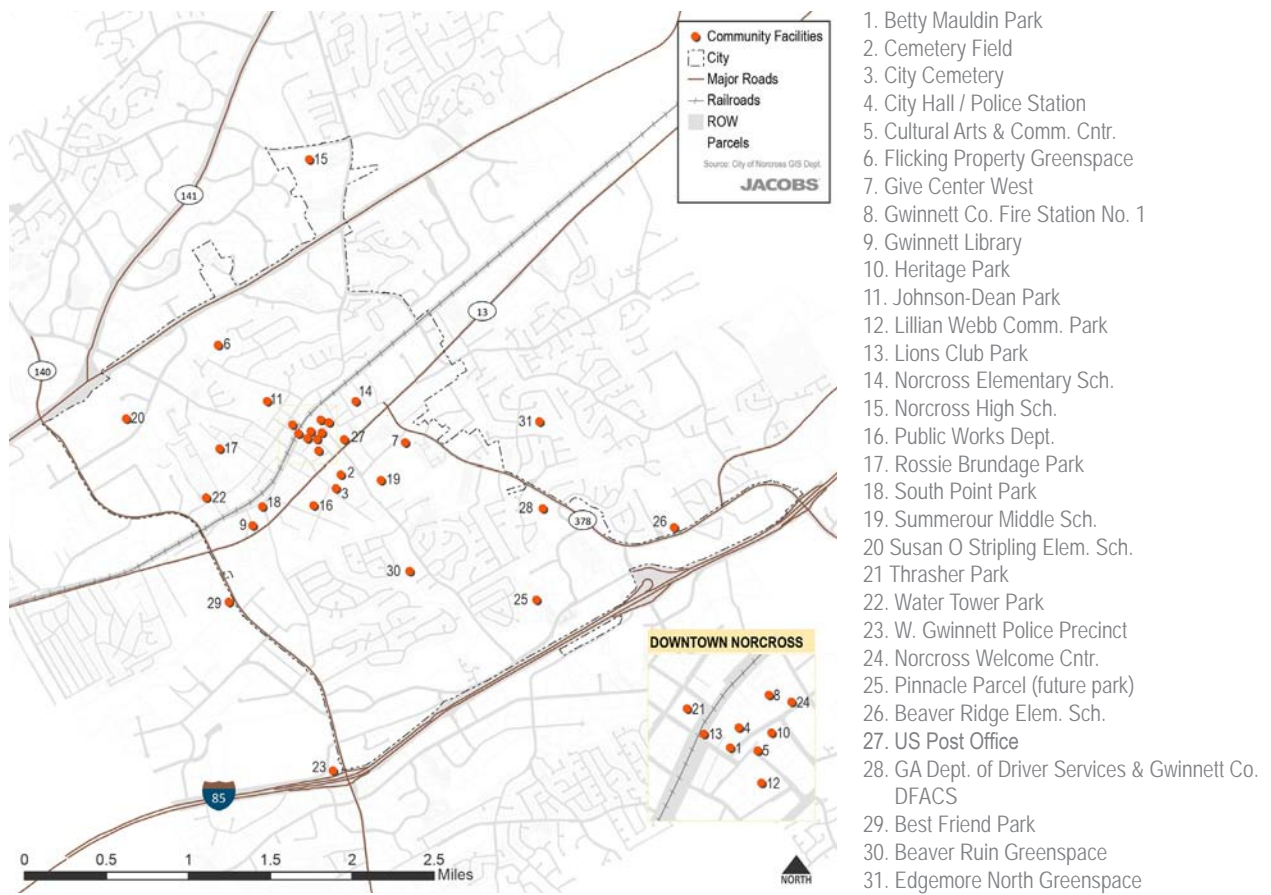 Community Facilities
City
Major Roads
Railroads
ROW
Parcels
Source: City of Norcross GIS Dept.
JACOBS
15
141
13
6
140
11
14
20
31
27
7
17
2
19
3
22
18
16
28
9
378
26
30
29
25
23
85
DOWNTOWN NORCROSS
8
21
24
13
4
10
1
5
12
0
0.5
1
1.5
2
2.5
Miles
NORTH
1. Betty Mauldin Park
2. Cemetery Field
3. City Cemetery
4. City Hall / Police Station
5. Cultural Arts & Comm. Cntr.
6. Flicking Property Greenspace
7. Give Center West
8. Gwinnett Co. Fire Station No. 1
9. Gwinnett Library
10. Heritage Park
11. Johnson-Dean Park
12. Lillian Webb Comm. Park
13. Lions Club Park
14. Norcross Elementary Sch.
15. Norcross High Sch.
16. Public Works Dept.
17. Rossie Brundage Park
18. South Point Park
19. Summerour Middle Sch.
20 Susan O Stripling Elem. Sch.
21 Thrasher Park
22. Water Tower Park
23. W. Gwinnett Police Precinct
24. Norcross Welcome Cntr.
25. Pinnacle Parcel (future park)
26. Beaver Ridge Elem. Sch.
27. US Post Office
28. GA Dept. of Driver Services & Gwinnett Co.
DFACS
29. Best Friend Park
30. Beaver Ruin Greenspace
31. Edgemore North Greenspace